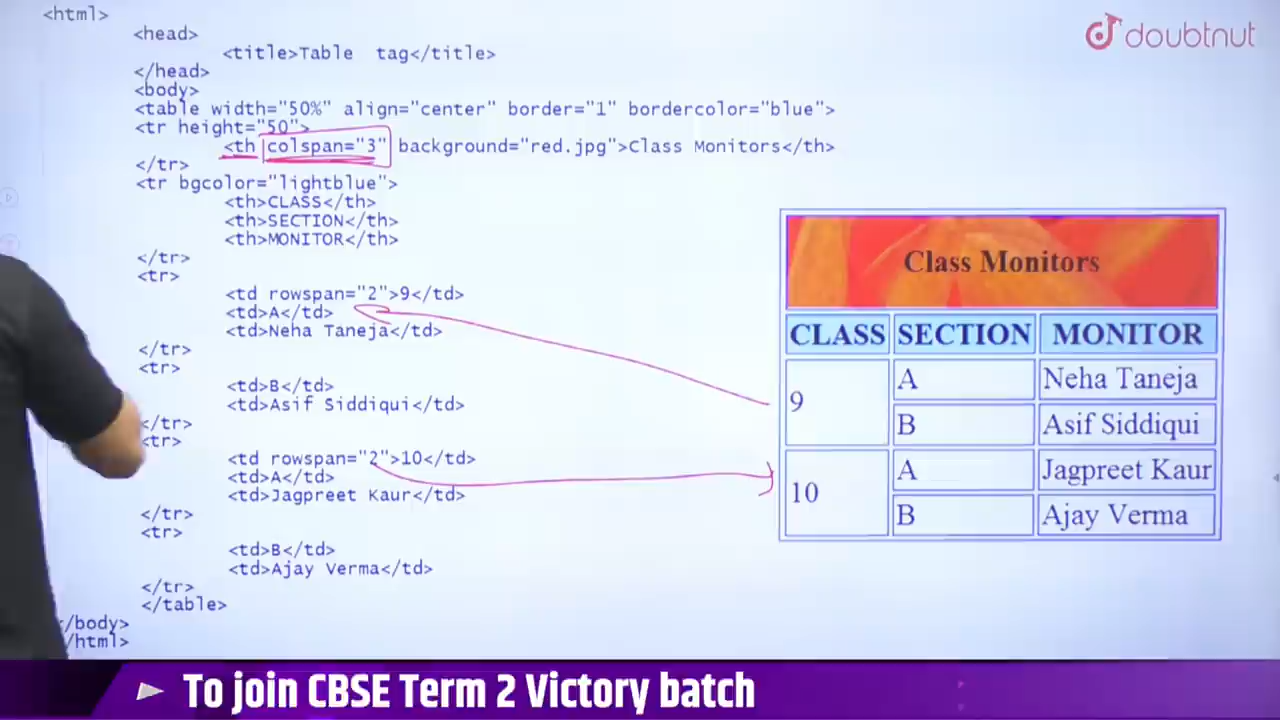 <html>
<head>
<title>Table tag</title>
</head>
<body>
<table width="50%" align="center" border="1" bordercolor="blue">
<tr height="50">
<th colspan="3" background="red.jpg">Class Monitors</th>
</tr>
<tr bgcolor="lightblue">
<th>CLASS</th>
<th>SECTION</th>
<th>MONITOR</th>
</tr>
<tr>
<td rowspan="2">9</td>
<td>A</td>
<td>Neha Taneja</td>
</tr>
<tr>
<td>B</td>
<td>Asif Siddiqui</td>
</tr>
<tr>
<td rowspan="2">10</td>
<td>A</td>
<td>Jagpreet Kaur</td>
</tr>
<tr>
<td>B</td>
<td>Ajay Verma</td>
</tr>
</table>
</body>
</html>
doubtnut
Class Monitors
CLASS SECTION MONITOR
9 A Neha Taneja
B Asif Siddiqui
10 A Jagpreet Kaur
B Ajay Verma
To join CBSE Term 2 Victory batch